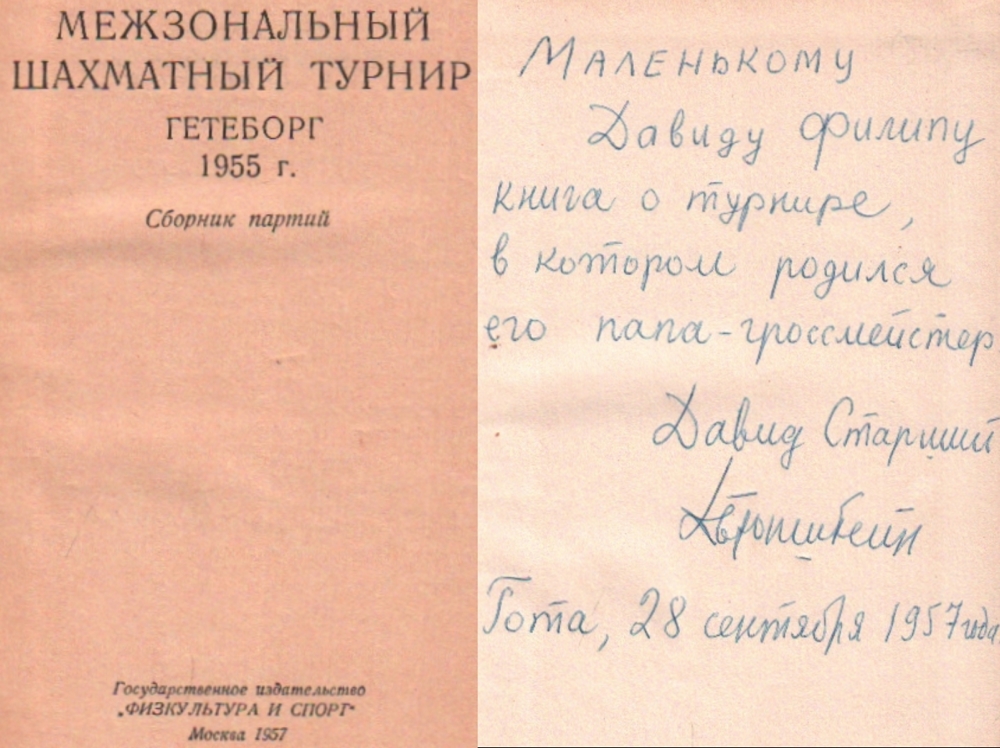 МЕЖЗОНАЛЬНЫЙ
ШАХМАТНЫЙ ТУРНИР
ГЕТЕБОРГ
1955 г.
Сборник партий
Государственное издательство
„ФИЗКУЛЬТУРА И СПОРТ“
Москва 1957
Маленькому
Давиду Филипу
книга о турнире,
в котором родился
его папа-гроссмейстер
Давид Старший
Бронштейн
Гота, 28 сентября 1957 года